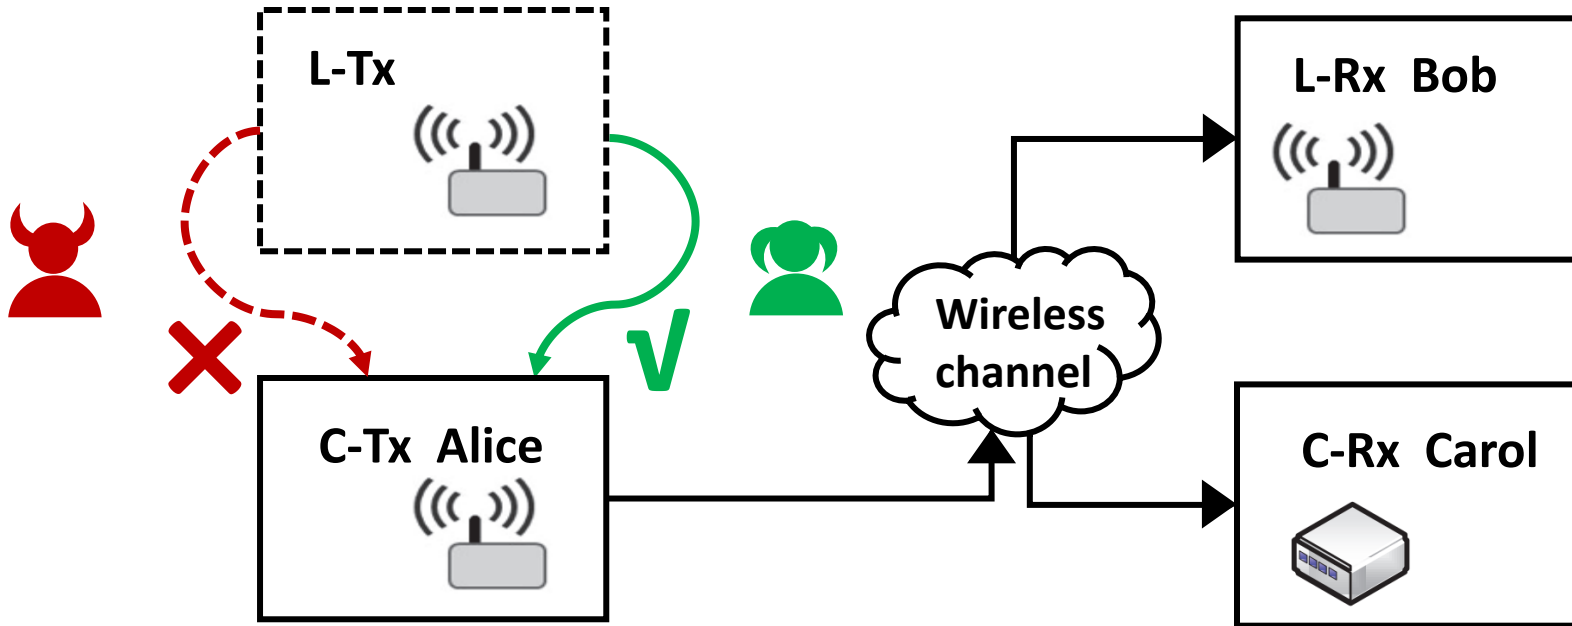 L-Tx
L-Rx Bob
Wireless
channel
C-Tx Alice
C-Rx Carol